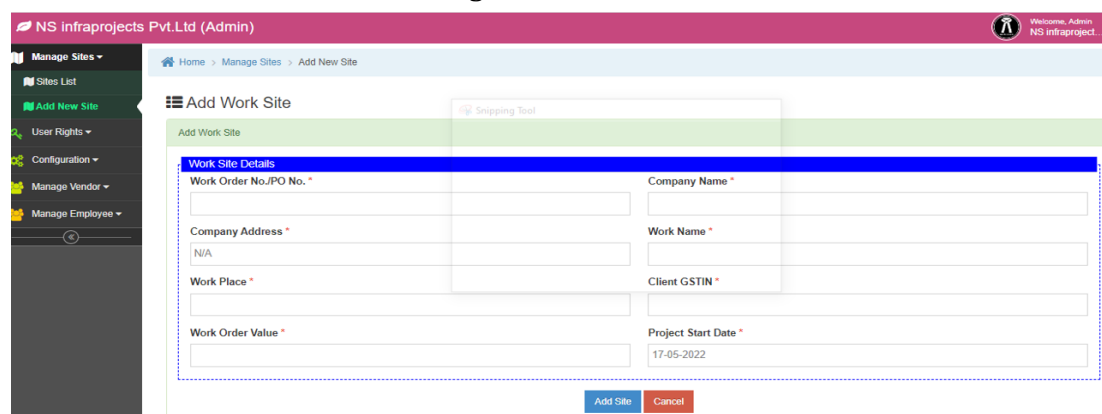 NS infraprojects Pvt.Ltd (Admin)
Welcome, Admin
NS infraproject...
Manage Sites
Sites List
Add New Site
User Rights
Configuration
Manage Vendor
Manage Employee
Home > Manage Sites > Add New Site
Add Work Site
Snipping Tool
Add Work Site
Work Site Details
Work Order No./PO No. *
Company Name *
Company Address *
Work Name *
N/A
Work Place *
Client GSTIN *
Work Order Value *
Project Start Date *
17-05-2022
Add Site
Cancel